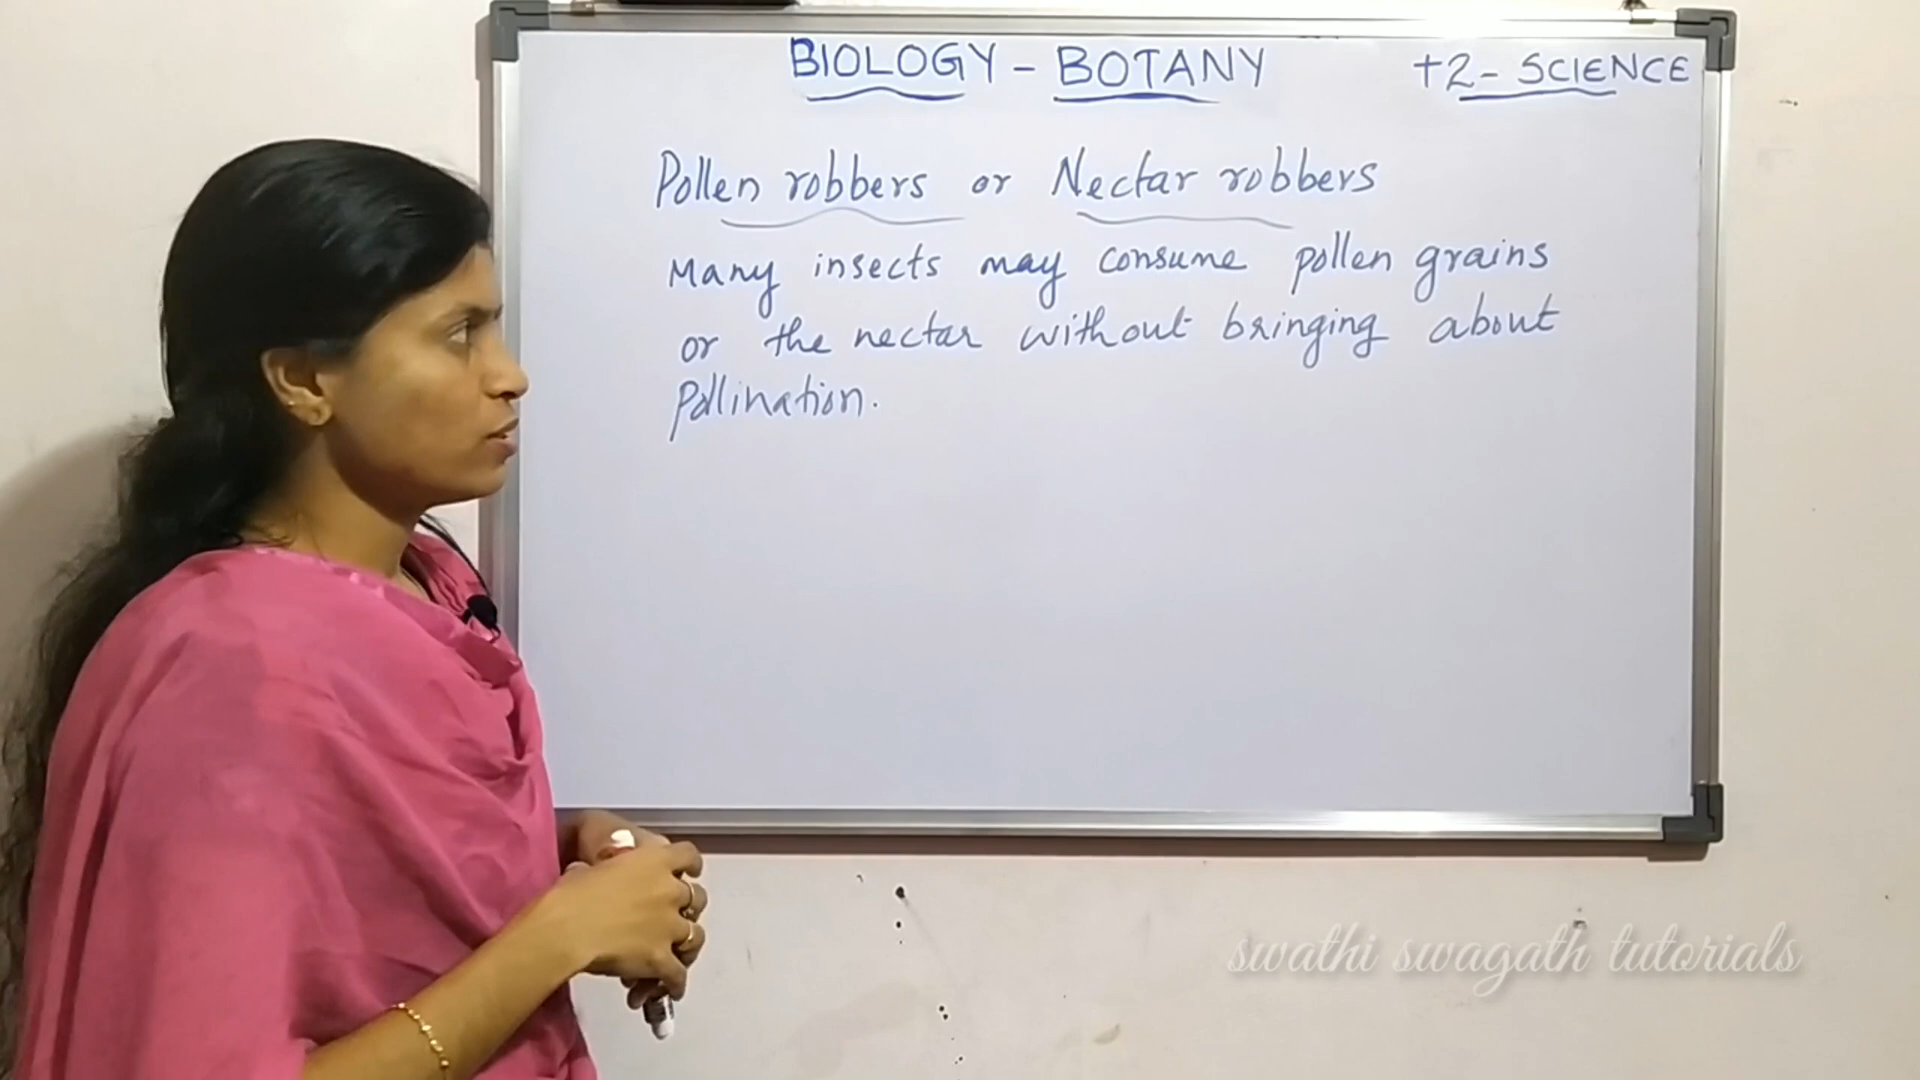 BIOLOGY - BOTANY +2 - SCIENCE
Pollen robbers or Nectar robbers
Many insects may consume pollen grains
or the nectar without bringing about
pollination.
swathi swagath tutorials